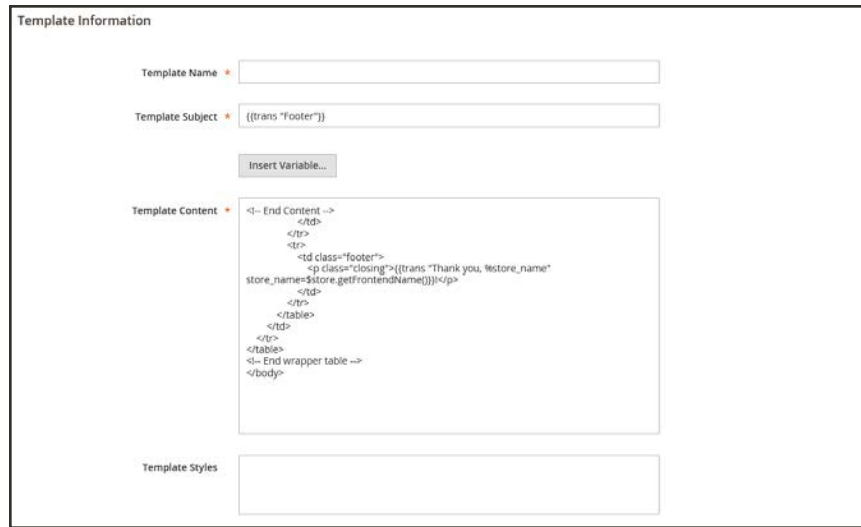 Template Information
Template Name *
Template Subject * {{trans "Footer"}}
Insert Variable...
Template Content * <!-- End Content -->
</td>
</tr>
<tr>
<td class="footer">
<p class="closing">{{trans "Thank you, %store_name"
store_name=$store.getFrontendName()}}!</p>
</td>
</tr>
</table>
</td>
</tr>
</table>
<!-- End wrapper table -->
</body>
Template Styles